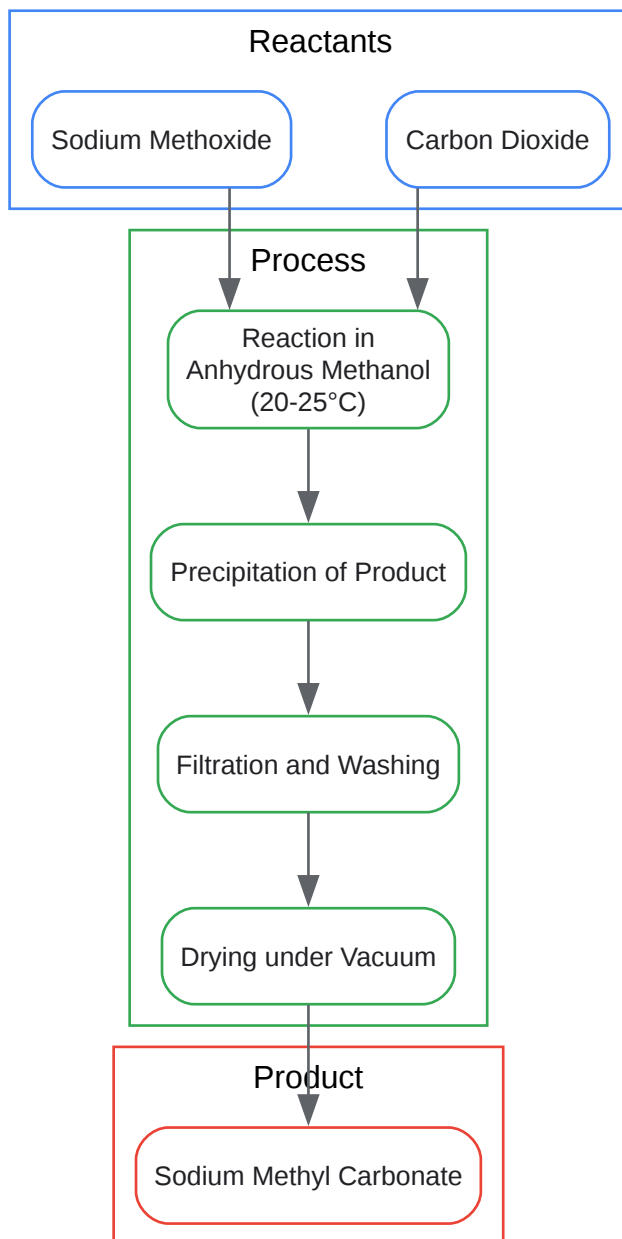 Reactants
Sodium Methoxide
Carbon Dioxide
Process
Reaction in
Anhydrous Methanol
(20-25°C)
Precipitation of Product
Filtration and Washing
Drying under Vacuum
Product
Sodium Methyl Carbonate